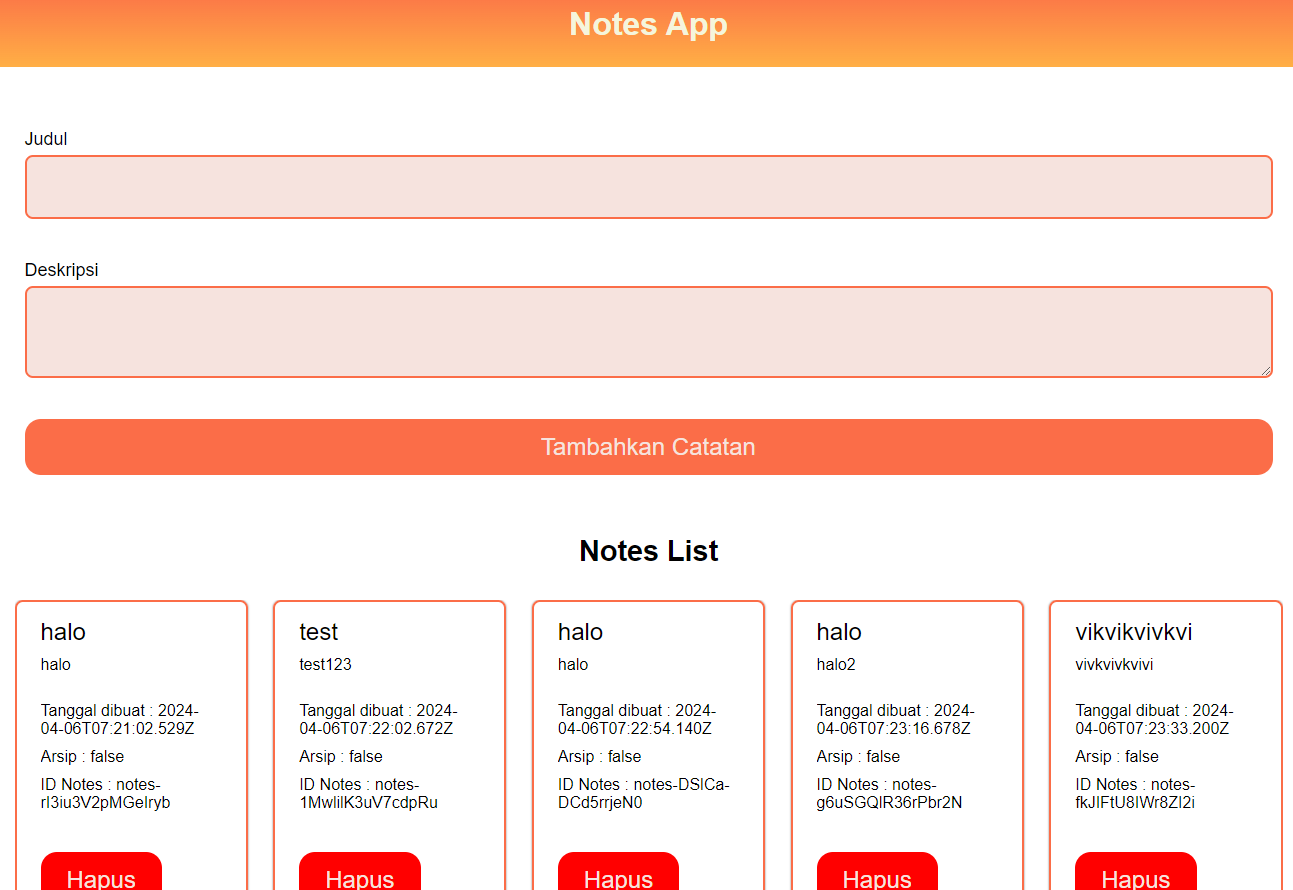 Notes App
Judul
Deskripsi
Tambahkan Catatan
Notes List
halo
halo
Tanggal dibuat : 2024-
04-06T07:21:02.529Z
Arsip : false
ID Notes : notes-
rI3iu3V2pMGeIryb
Hapus
test
test123
Tanggal dibuat : 2024-
04-06T07:22:02.672Z
Arsip : false
ID Notes : notes-
1MwIilK3uV7cdpRu
Hapus
halo
halo
Tanggal dibuat : 2024-
04-06T07:22:54.140Z
Arsip : false
ID Notes : notes-DSICa-
DCd5rrjeN0
Hapus
halo
halo2
Tanggal dibuat : 2024-
04-06T07:23:16.678Z
Arsip : false
ID Notes : notes-
g6uSGQIR36rPbr2N
Hapus
vikvikvivkvi
vivkvivkvivi
Tanggal dibuat : 2024-
04-06T07:23:33.200Z
Arsip : false
ID Notes : notes-
fkJIFtU8IWr8ZI2i
Hapus